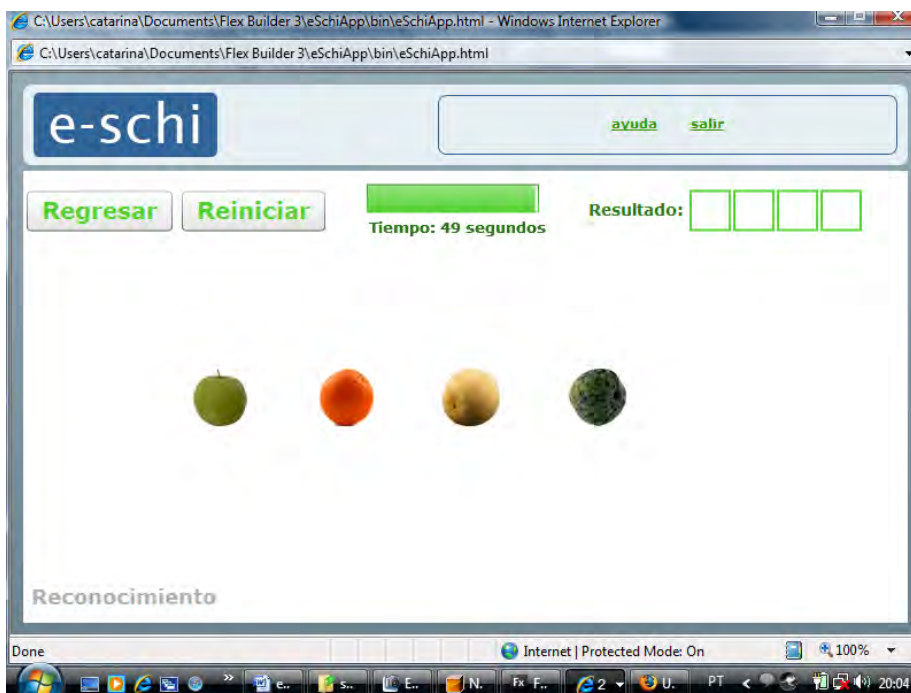 C:\Users\catarina\Documents\Flex Builder 3\eSchiApp\bin\eSchiApp.html - Windows Internet Explorer
C:\Users\catarina\Documents\Flex Builder 3\eSchiApp\bin\eSchiApp.html
e-schi
ayuda salir
Regresar Reiniciar
Tiempo: 49 segundos
Resultado:
Reconocimiento
Done Internet | Protected Mode: On 100%
e.. s.. E.. N. F.. 2 U. PT 20:04